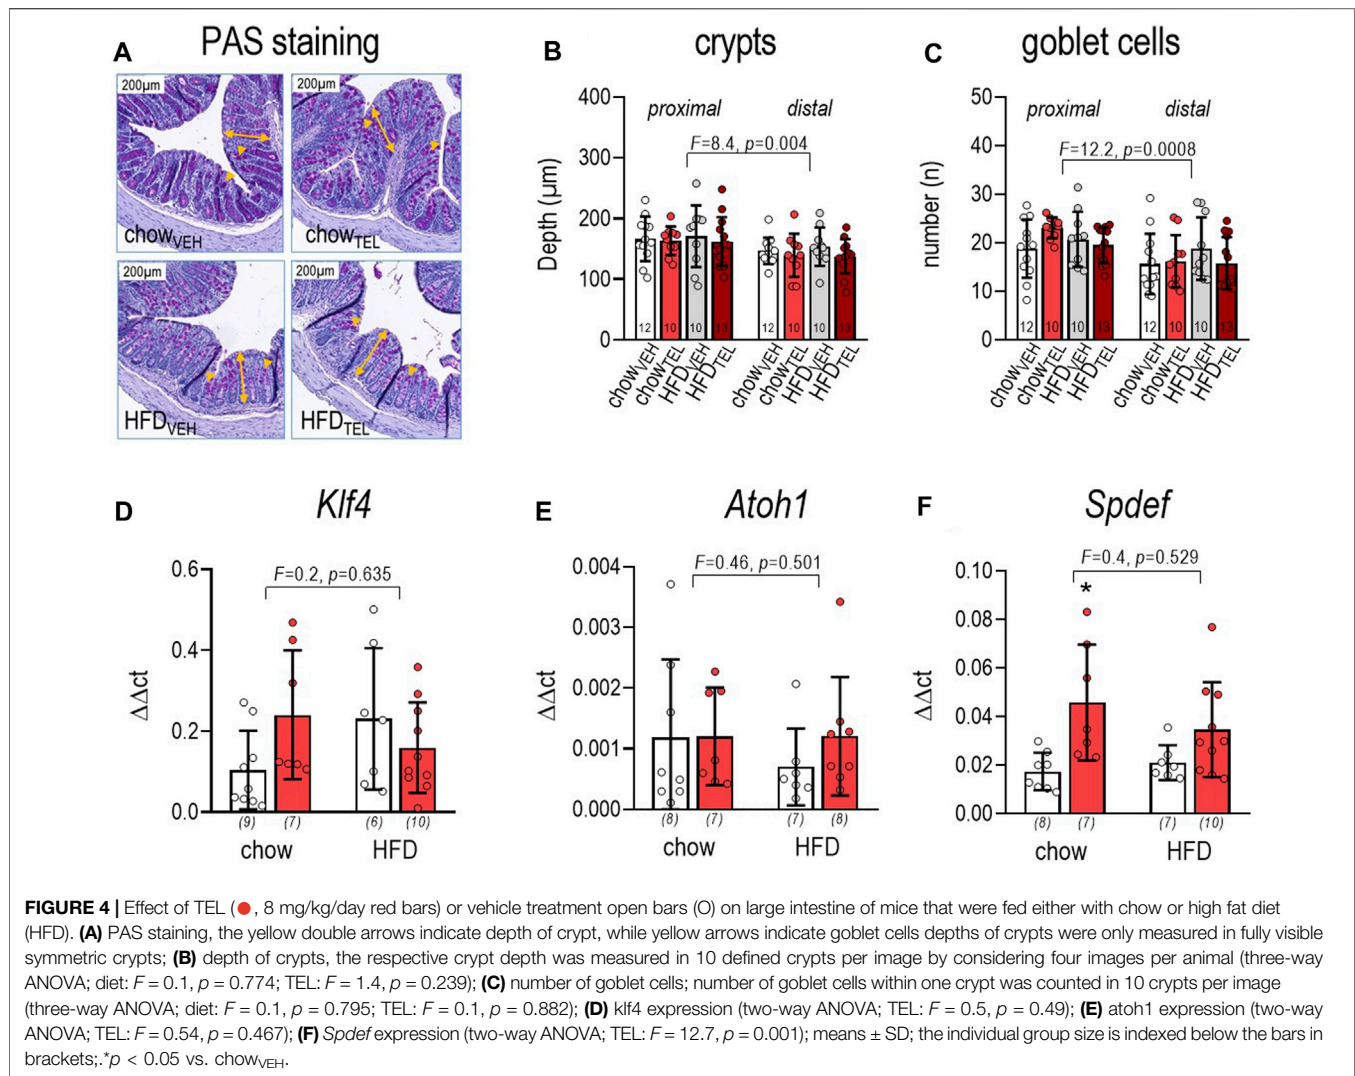 A
PAS staining
200µm
chowVEH
200µm
chowTEL
200µm
HFDVEH
200µm
HFDTEL
B
crypts
Depth (µm)
400
300
200
100
0
proximal
distal
F=8.4, p=0.004
12
10
10
13
12
10
10
13
chowVEH
chowTEL
HFDVEH
HFDTEL
chowVEH
chowTEL
HFDVEH
HFDTEL
C
goblet cells
number (n)
50
40
30
20
10
0
proximal
distal
F=12.2, p=0.0008
12
10
10
13
12
10
10
13
chowVEH
chowTEL
HFDVEH
HFDTEL
chowVEH
chowTEL
HFDVEH
HFDTEL
D
Klf4
ΔΔct
0.6
0.4
0.2
0.0
F=0.2, p=0.635
(9)
(7)
(6)
(10)
chow
HFD
E
Atoh1
ΔΔct
0.004
0.003
0.002
0.001
0.000
F=0.46, p=0.501
(8)
(7)
(7)
(8)
chow
HFD
F
Spdef
ΔΔct
0.10
0.08
0.06
0.04
0.02
0.00
F=0.4, p=0.529
*
(8)
(7)
(7)
(10)
chow
HFD
FIGURE 4 | Effect of TEL (●, 8 mg/kg/day red bars) or vehicle treatment open bars (O) on large intestine of mice that were fed either with chow or high fat diet
(HFD). (A) PAS staining, the yellow double arrows indicate depth of crypt, while yellow arrows indicate goblet cells depths of crypts were only measured in fully visible
symmetric crypts; (B) depth of crypts, the respective crypt depth was measured in 10 defined crypts per image by considering four images per animal (three-way
ANOVA; diet: F = 0.1, p = 0.774; TEL: F = 1.4, p = 0.239); (C) number of goblet cells; number of goblet cells within one crypt was counted in 10 crypts per image
(three-way ANOVA; diet: F = 0.1, p = 0.795; TEL: F = 0.1, p = 0.882); (D) klf4 expression (two-way ANOVA; TEL: F = 0.5, p = 0.49); (E) atoh1 expression (two-way
ANOVA; TEL: F = 0.54, p = 0.467); (F) Spdef expression (two-way ANOVA; TEL: F = 12.7, p = 0.001); means ± SD; the individual group size is indexed below the bars in
brackets;.*p < 0.05 vs. chowVEH.